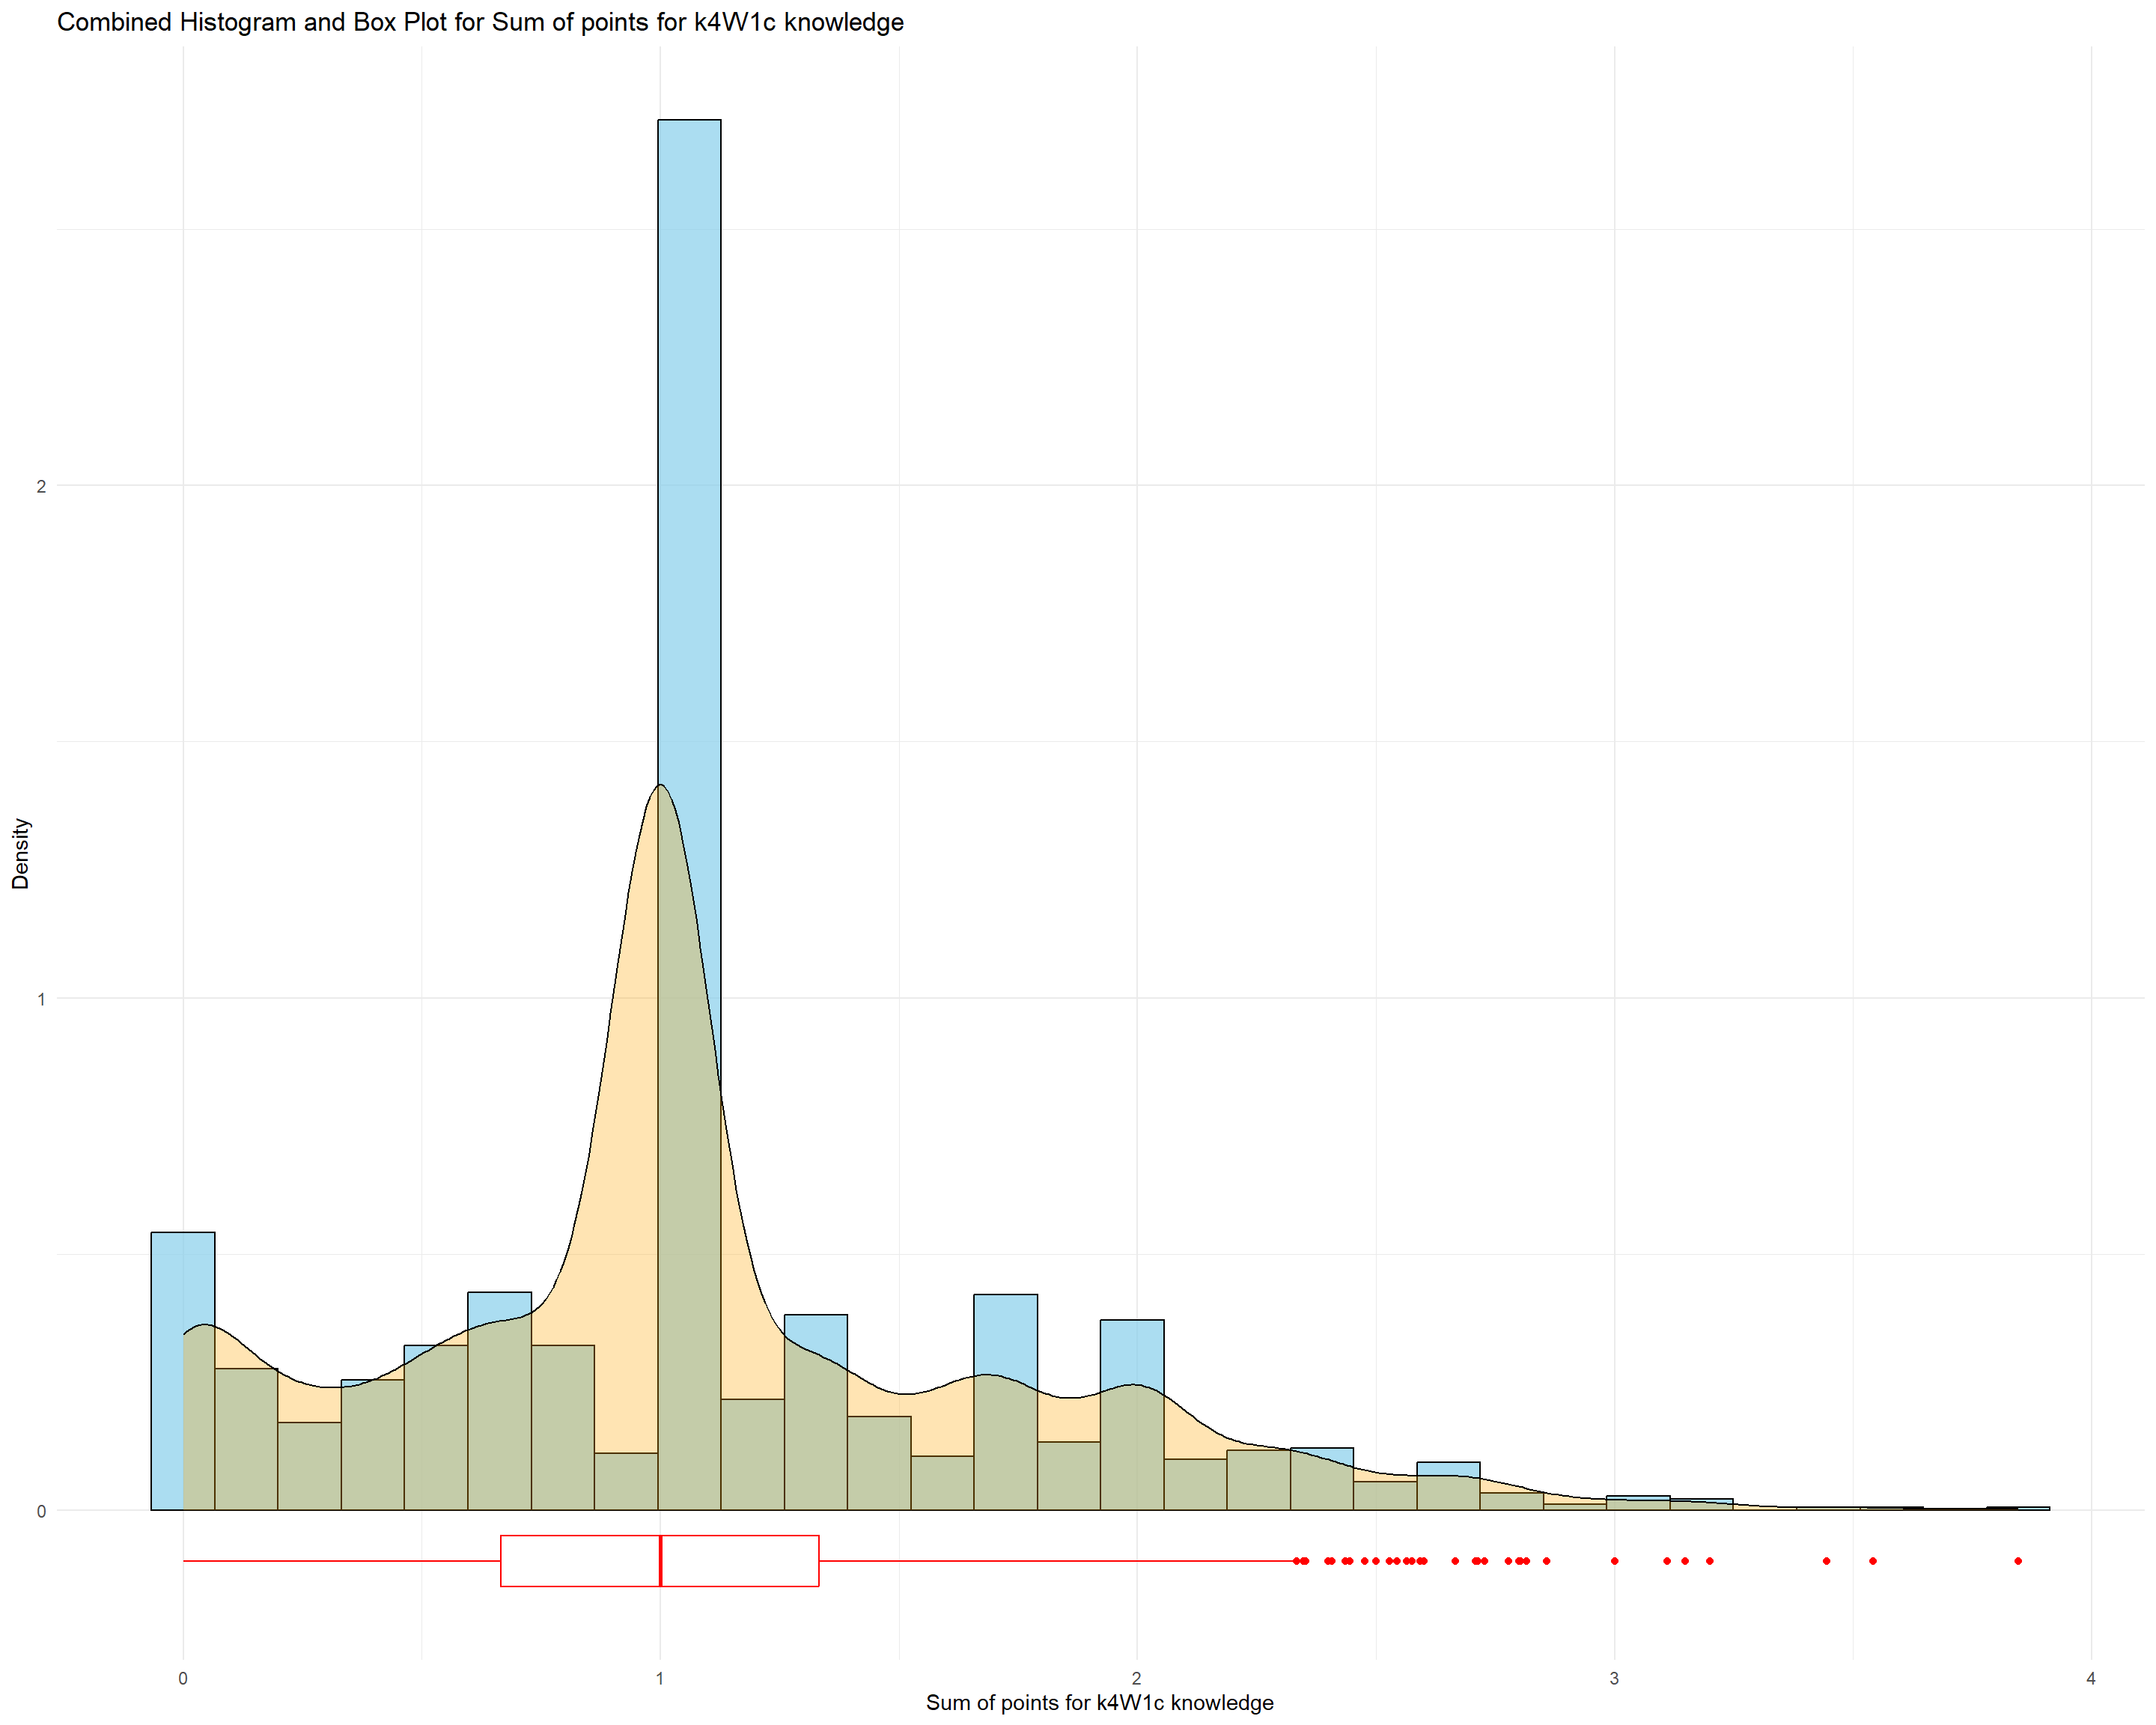 Combined Histogram and Box Plot for Sum of points for k4W1c knowledge
2
1
0
Density
0 1 2 3 4
Sum of points for k4W1c knowledge